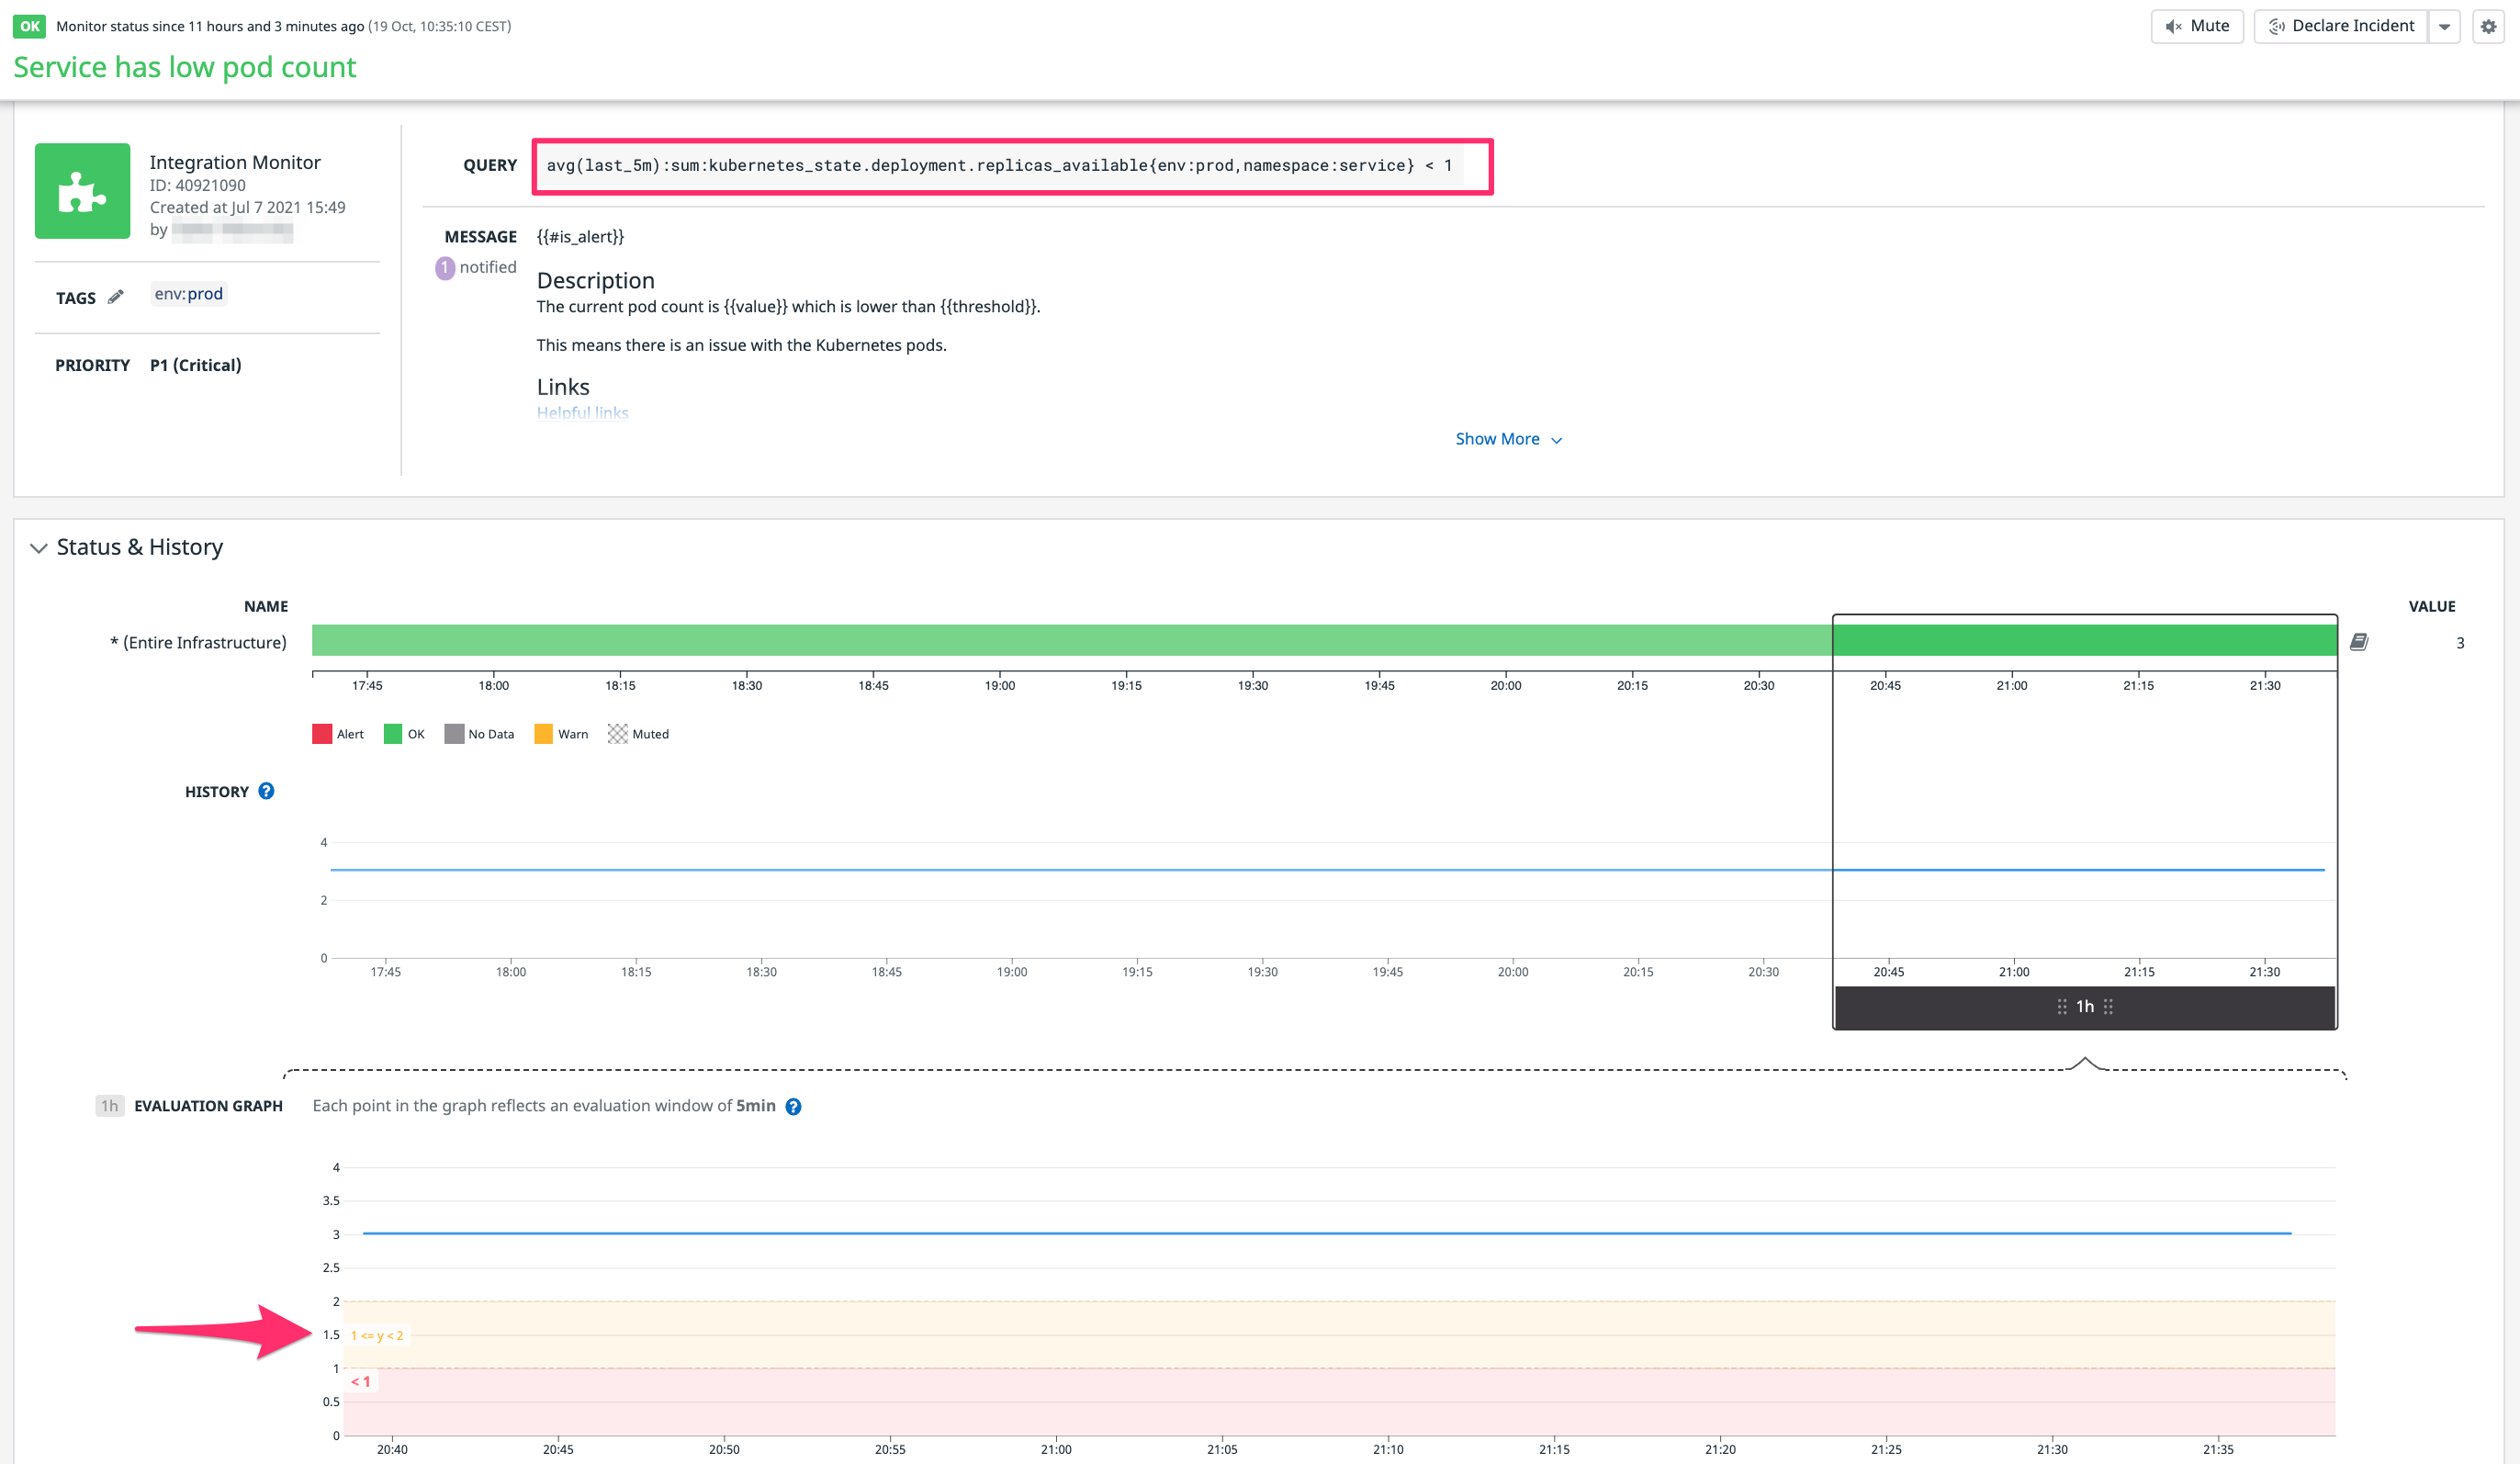 OK Monitor status since 11 hours and 3 minutes ago (19 Oct, 10:35:10 CEST)
Mute
Declare Incident
Service has low pod count
Integration Monitor
ID: 40921090
Created at Jul 7 2021 15:49
by
TAGS env:prod
PRIORITY P1 (Critical)
QUERY avg(last_5m):sum:kubernetes_state.deployment.replicas_available{env:prod,namespace:service} < 1
MESSAGE {{#is_alert}}
1 notified
Description
The current pod count is {{value}} which is lower than {{threshold}}.
This means there is an issue with the Kubernetes pods.
Links
Helpful links
Show More
Status & History
NAME VALUE
* (Entire Infrastructure) 3
17:45 18:00 18:15 18:30 18:45 19:00 19:15 19:30 19:45 20:00 20:15 20:30 20:45 21:00 21:15 21:30
Alert OK No Data Warn Muted
HISTORY ?
4
2
0
17:45 18:00 18:15 18:30 18:45 19:00 19:15 19:30 19:45 20:00 20:15 20:30 20:45 21:00 21:15 21:30
1h
1h EVALUATION GRAPH Each point in the graph reflects an evaluation window of 5min ?
4
3.5
3
2.5
2
1.5 1 <= y < 2
1
< 1
0.5
0
20:40 20:45 20:50 20:55 21:00 21:05 21:10 21:15 21:20 21:25 21:30 21:35